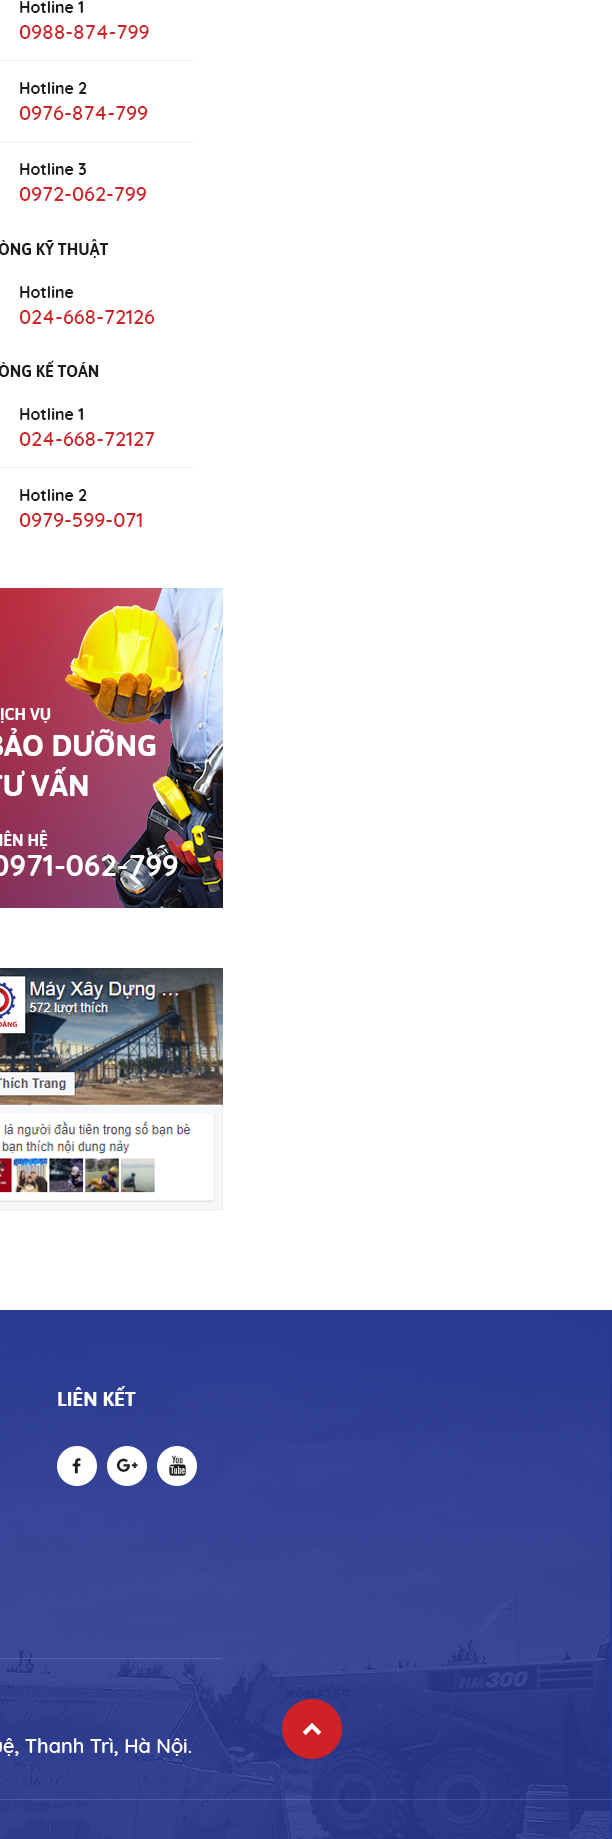 Hotline 1
0988-874-799
Hotline 2
0976-874-799
Hotline 3
0972-062-799
ÒNG KỸ THUẬT
Hotline
024-668-72126
ÒNG KẾ TOÁN
Hotline 1
024-668-72127
Hotline 2
0979-599-071
ỊCH VỤ
BẢO DƯỠNG
TƯ VẤN
IÊN HỆ
0971-062-799
Máy Xây Dựng ...
572 lượt thích
ĐĂNG
Thích Trang
là người đầu tiên trong số bạn bè
bạn thích nội dung này
LIÊN KẾT
f G+ You Tube
KOMATSU
HM300
uệ, Thanh Trì, Hà Nội.